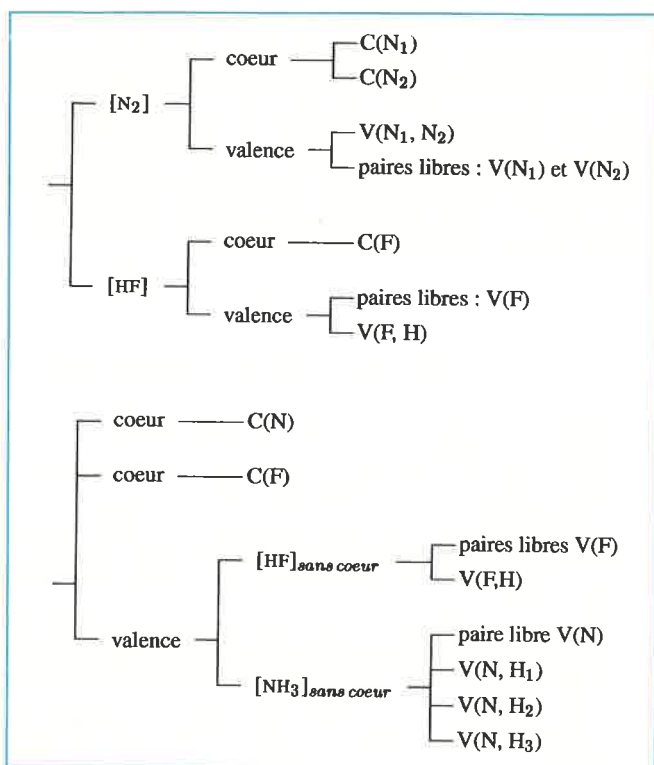 coeur C(N₁)
C(N₂)
[N₂]
V(N₁, N₂)
valence
paires libres : V(N₁) et V(N₂)
coeur C(F)
[HF]
paires libres : V(F)
valence
V(F, H)
coeur C(N)
coeur C(F)
paires libres V(F)
[HF]sans coeur
V(F,H)
valence
paire libre V(N)
V(N, H₁)
[NH₃]sans coeur
V(N, H₂)
V(N, H₃)